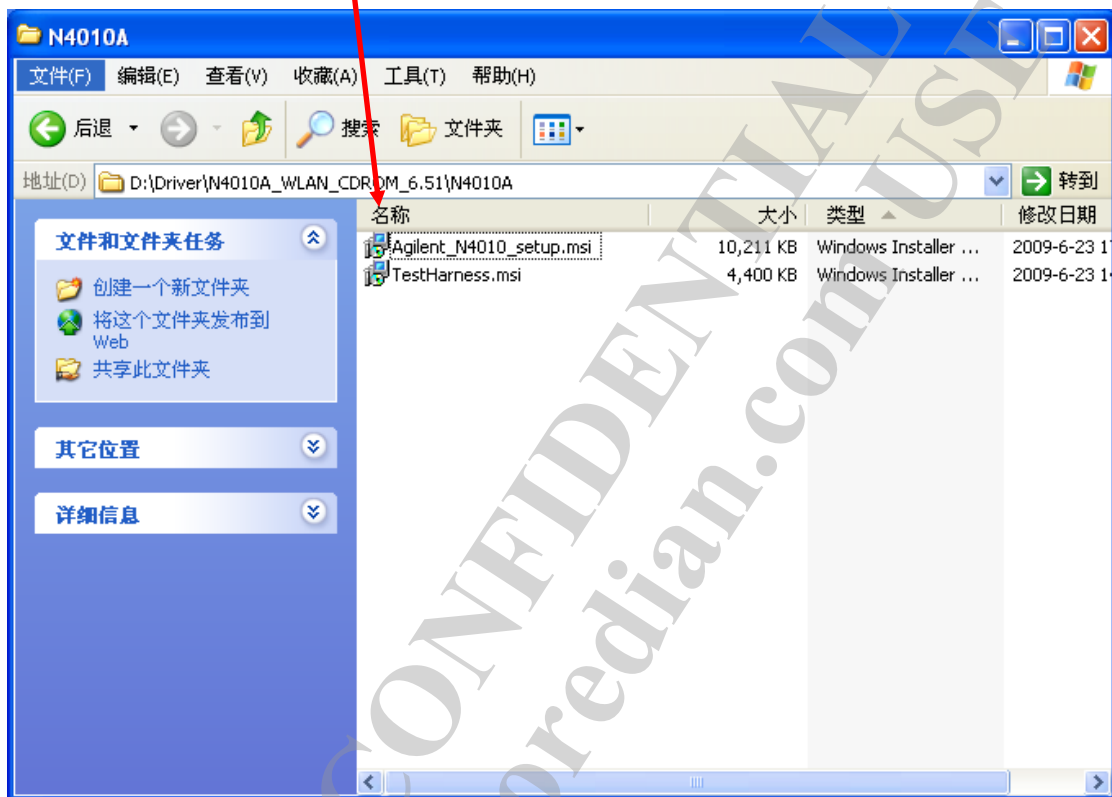 N4010A
文件(F) 编辑(E) 查看(V) 收藏(A) 工具(T) 帮助(H)
后退 搜索 文件夹
地址(D) D:\Driver\N4010A_WLAN_CDROM_6.51\N4010A 转到
名称 大小 类型 修改日期
Agilent_N4010_setup.msi 10,211 KB Windows Installer ... 2009-6-23
TestHarness.msi 4,400 KB Windows Installer ... 2009-6-23
文件和文件夹任务
创建一个新文件夹
将这个文件夹发布到
Web
共享此文件夹
其它位置
详细信息
CONFIDENTIAL